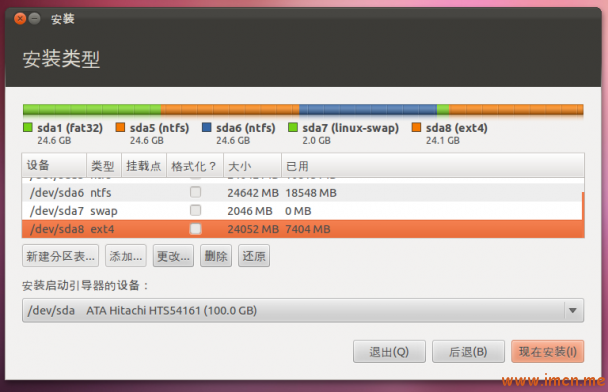 安装
安装类型
sda1 (fat32) sda5 (ntfs) sda6 (ntfs) sda7 (linux-swap) sda8 (ext4)
24.6 GB 24.6 GB 24.6 GB 2.0 GB 24.1 GB
设备 类型 挂载点 格式化？ 大小 已用
/dev/sda6 ntfs 24642 MB 18548 MB
/dev/sda7 swap 2046 MB 0 MB
/dev/sda8 ext4 24052 MB 7404 MB
新建分区表... 添加... 更改... 删除 还原
安装启动引导器的设备：
/dev/sda ATA Hitachi HTS54161 (100.0 GB)
退出(Q) 后退(B) 现在安装(I)
www.imcn.me